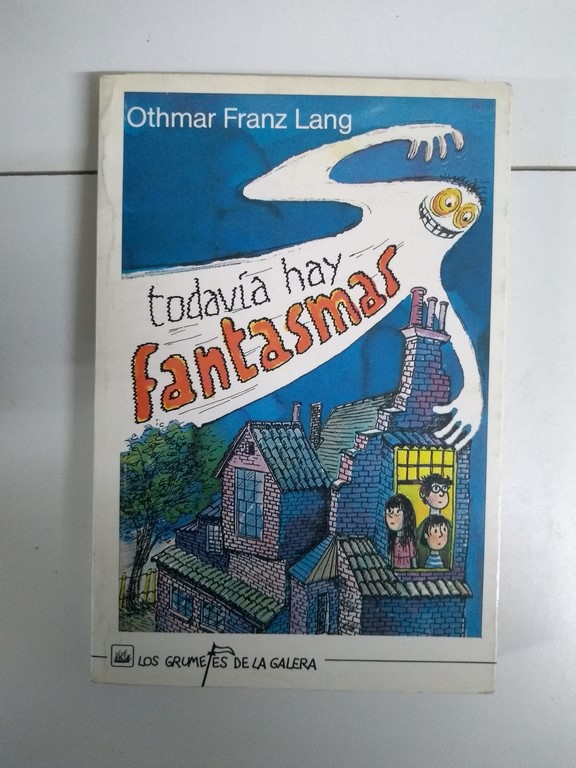 Othmar Franz Lang
todavía hay
fantasmas
LOS GRUMETES DE LA GALERA